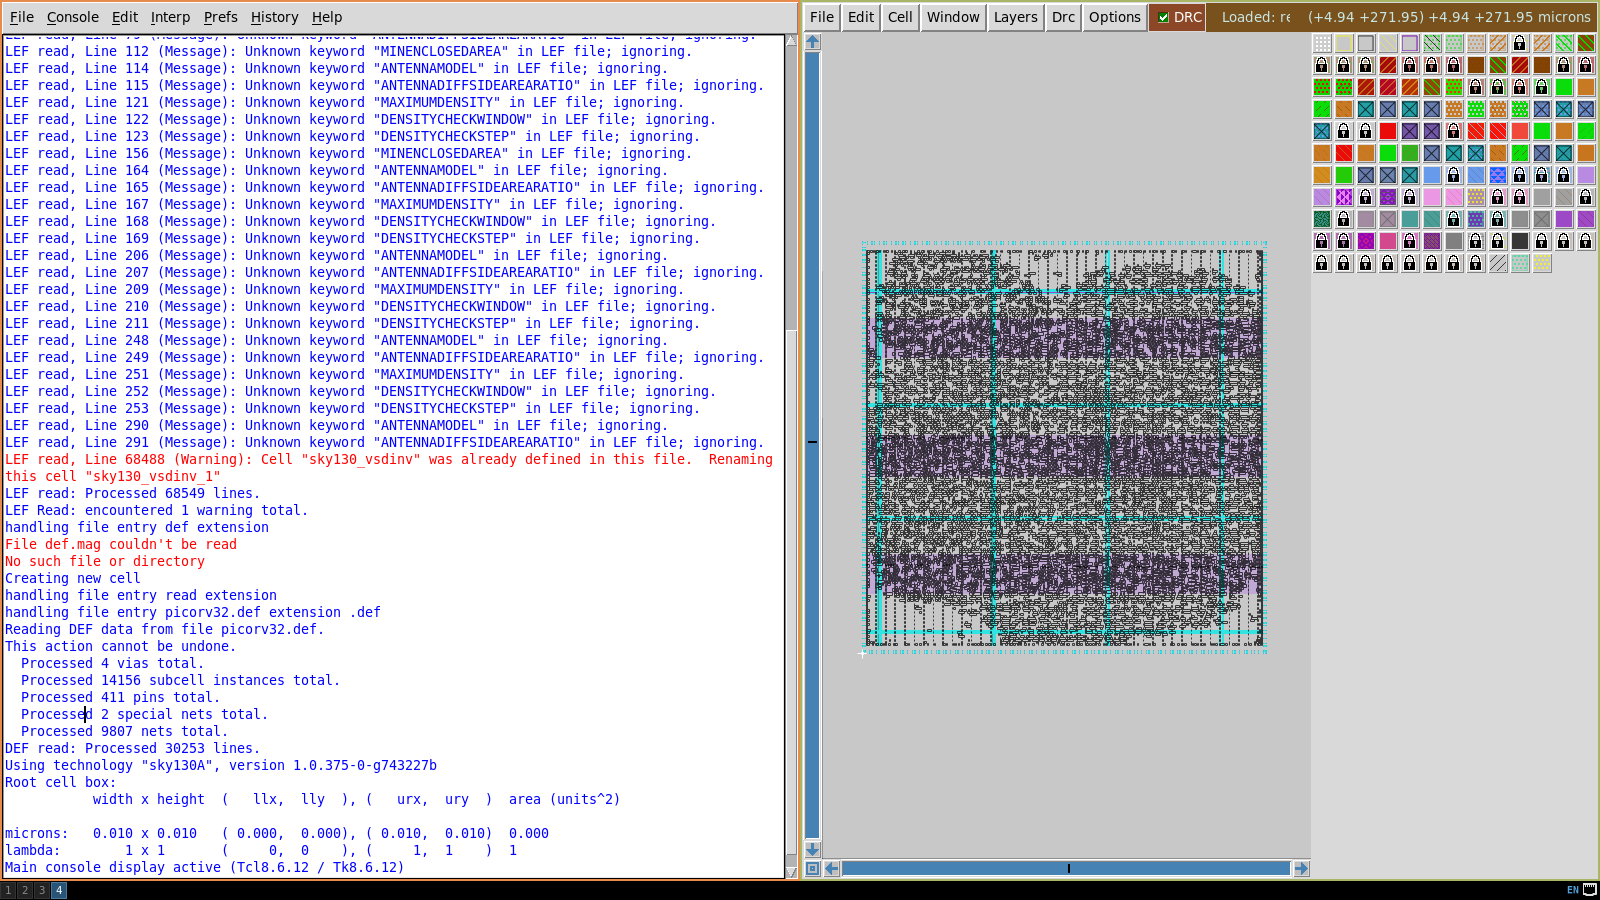 File Console Edit Interp Prefs History Help
LEF read, Line 112 (Message): Unknown keyword "MINENCLOSEDAREA" in LEF file; ignoring.
LEF read, Line 114 (Message): Unknown keyword "ANTENNAMODEL" in LEF file; ignoring.
LEF read, Line 115 (Message): Unknown keyword "ANTENNADIFFSIDEAREARATIO" in LEF file; ignoring.
LEF read, Line 121 (Message): Unknown keyword "MAXIMUMDENSITY" in LEF file; ignoring.
LEF read, Line 122 (Message): Unknown keyword "DENSITYCHECKWINDOW" in LEF file; ignoring.
LEF read, Line 123 (Message): Unknown keyword "DENSITYCHECKSTEP" in LEF file; ignoring.
LEF read, Line 156 (Message): Unknown keyword "MINENCLOSEDAREA" in LEF file; ignoring.
LEF read, Line 164 (Message): Unknown keyword "ANTENNAMODEL" in LEF file; ignoring.
LEF read, Line 165 (Message): Unknown keyword "ANTENNADIFFSIDEAREARATIO" in LEF file; ignoring.
LEF read, Line 167 (Message): Unknown keyword "MAXIMUMDENSITY" in LEF file; ignoring.
LEF read, Line 168 (Message): Unknown keyword "DENSITYCHECKWINDOW" in LEF file; ignoring.
LEF read, Line 169 (Message): Unknown keyword "DENSITYCHECKSTEP" in LEF file; ignoring.
LEF read, Line 206 (Message): Unknown keyword "ANTENNAMODEL" in LEF file; ignoring.
LEF read, Line 207 (Message): Unknown keyword "ANTENNADIFFSIDEAREARATIO" in LEF file; ignoring.
LEF read, Line 209 (Message): Unknown keyword "MAXIMUMDENSITY" in LEF file; ignoring.
LEF read, Line 210 (Message): Unknown keyword "DENSITYCHECKWINDOW" in LEF file; ignoring.
LEF read, Line 211 (Message): Unknown keyword "DENSITYCHECKSTEP" in LEF file; ignoring.
LEF read, Line 248 (Message): Unknown keyword "ANTENNAMODEL" in LEF file; ignoring.
LEF read, Line 249 (Message): Unknown keyword "ANTENNADIFFSIDEAREARATIO" in LEF file; ignoring.
LEF read, Line 251 (Message): Unknown keyword "MAXIMUMDENSITY" in LEF file; ignoring.
LEF read, Line 252 (Message): Unknown keyword "DENSITYCHECKWINDOW" in LEF file; ignoring.
LEF read, Line 253 (Message): Unknown keyword "DENSITYCHECKSTEP" in LEF file; ignoring.
LEF read, Line 290 (Message): Unknown keyword "ANTENNAMODEL" in LEF file; ignoring.
LEF read, Line 291 (Message): Unknown keyword "ANTENNADIFFSIDEAREARATIO" in LEF file; ignoring.
LEF read, Line 68488 (Warning): Cell "sky130_vsdinv" was already defined in this file.  Renaming
this cell "sky130_vsdinv_1"
LEF read: Processed 68549 lines.
LEF Read: encountered 1 warning total.
handling file entry def extension
File def.mag couldn't be read
No such file or directory
Creating new cell
handling file entry read extension
handling file entry picorv32.def extension .def
Reading DEF data from file picorv32.def.
This action cannot be undone.
Processed 4 vias total.
Processed 14156 subcell instances total.
Processed 411 pins total.
Processed 2 special nets total.
Processed 9807 nets total.
DEF read: Processed 30253 lines.
Using technology "sky130A", version 1.0.375-0-g743227b
Root cell box:
width x height  (   llx,  lly  ), (   urx,  ury  )  area (units^2)
microns:   0.010 x 0.010   ( 0.000,  0.000), ( 0.010,  0.010)  0.000
lambda:       1 x 1       (     0,  0   ), (     1,  1   )  1
Main console display active (Tcl8.6.12 / Tk8.6.12)
File Edit Cell Window Layers Drc Options DRC Loaded: (+4.94 +271.95) +4.94 +271.95 microns
1 2 3 4
EN